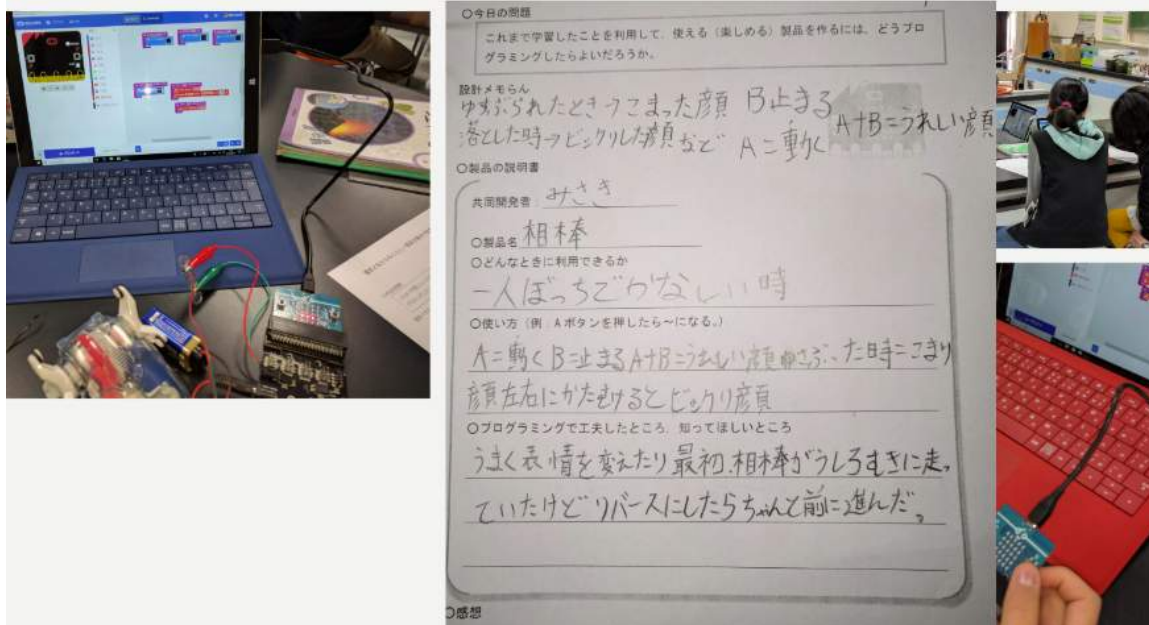 ○今日の問題
これまで学習したことを利用して、使える（楽しめる）製品を作るには、どうプロ
グラミングしたらよいだろうか。
設計メモらん
ゆすぶられたとき→こまった顔 B止まる
落とした時→ビックリした顔など A=動く A+B=うれしい顔
○製品の説明書
共同開発者：みさき
○製品名 相棒
○どんなときに利用できるか
一人ぼっちでかなしい時
○使い方（例：Aボタンを押したら～になる。）
A=動く B=止まる A+B=うれしい顔 ゆさぶった時=こまり
顔 左右にかたむけるとビックリ顔
○プログラミングで工夫したところ、知ってほしいところ
うまく表情を変えたり最初、相棒がうしろむきに走っ
ていたけどリバースにしたらちゃんと前に進んだ。
○感想